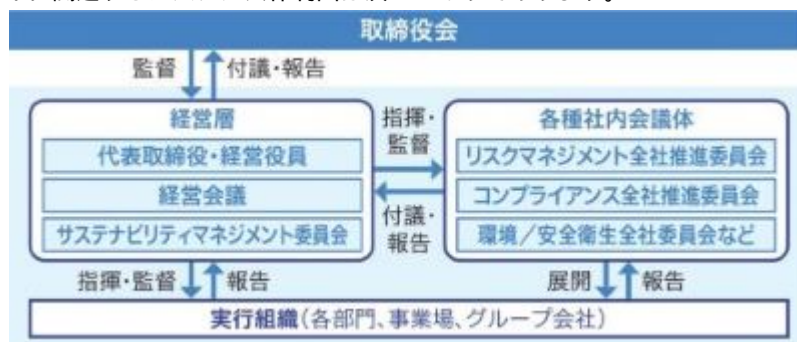 取締役会
監督
付議・報告
経営層
代表取締役・経営役員
経営会議
サステナビリティマネジメント委員会
指揮・
監督
付議・
報告
各種社内会議体
リスクマネジメント全社推進委員会
コンプライアンス全社推進委員会
環境／安全衛生全社委員会など
指揮・監督
報告
展開
報告
実行組織(各部門、事業場、グループ会社)